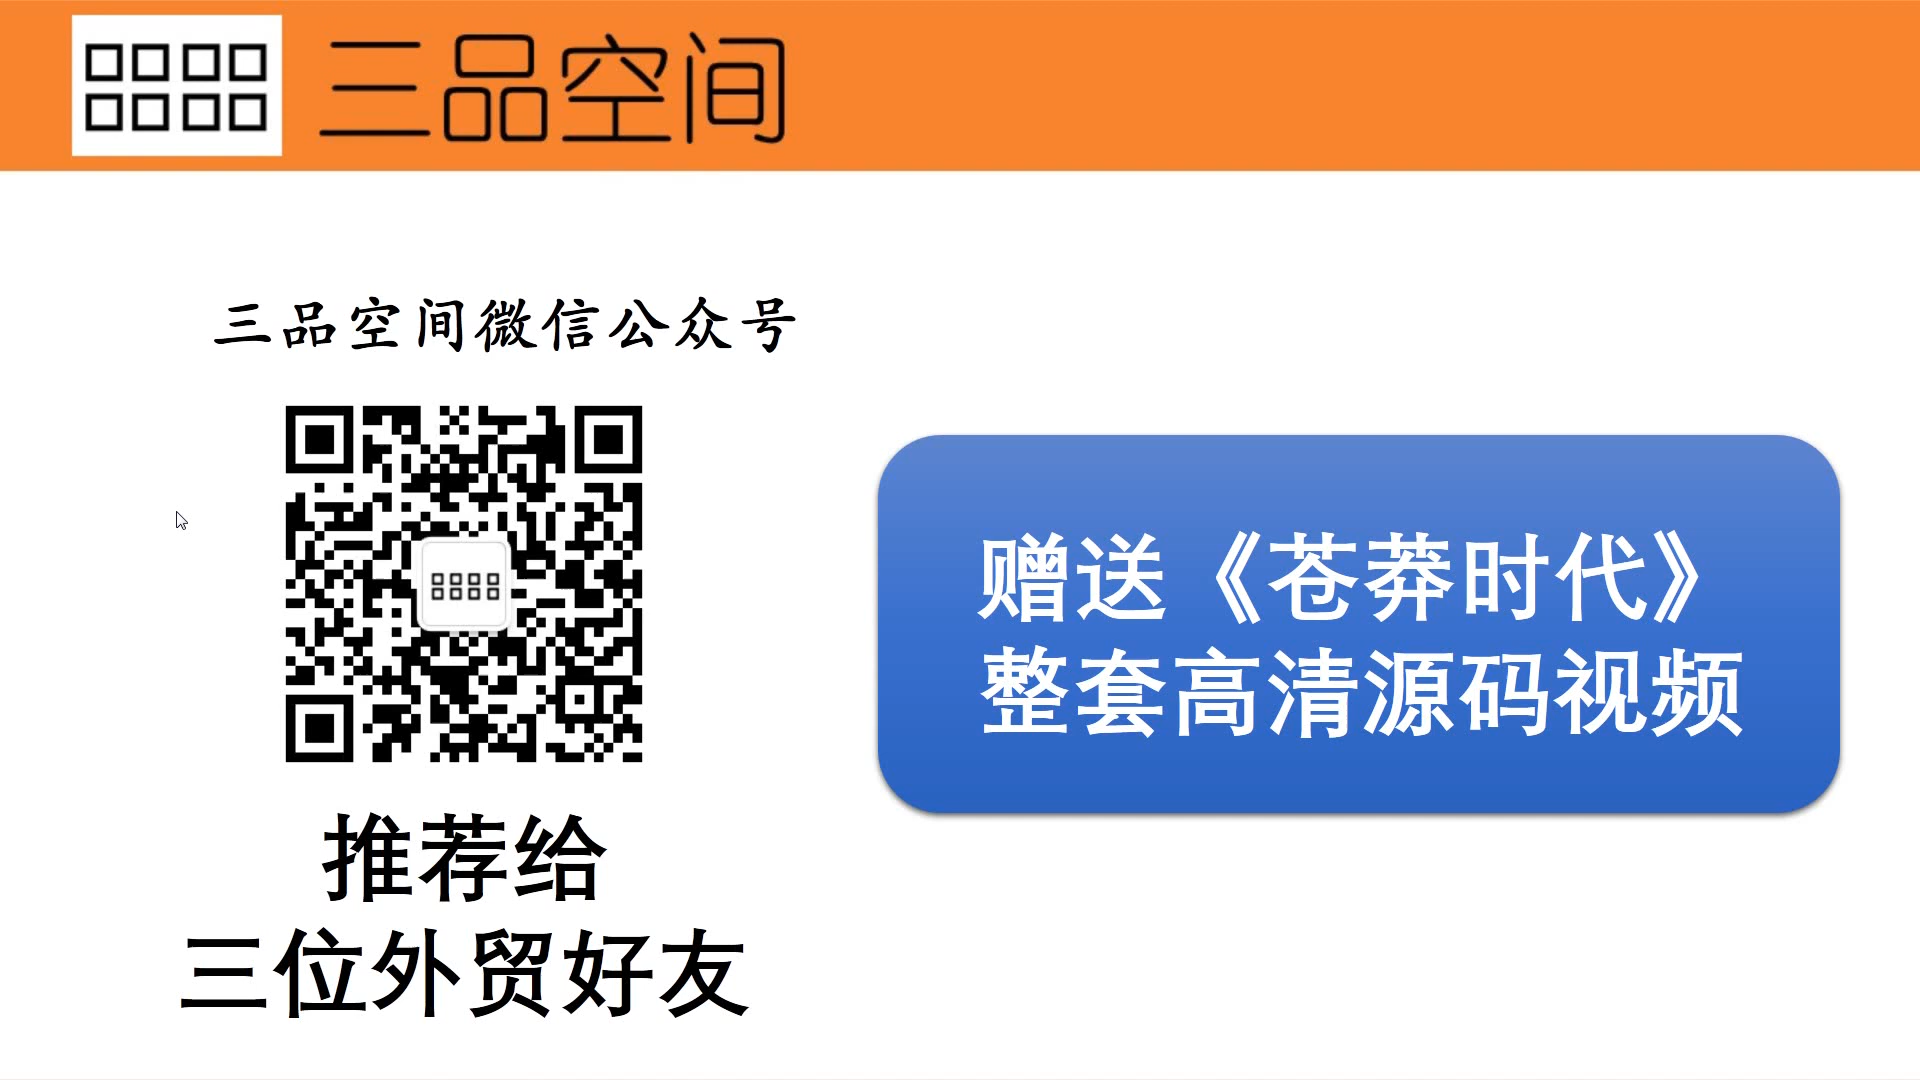 三品空间
三品空间微信公众号
推荐给
三位外贸好友
赠送《苍莽时代》
整套高清源码视频